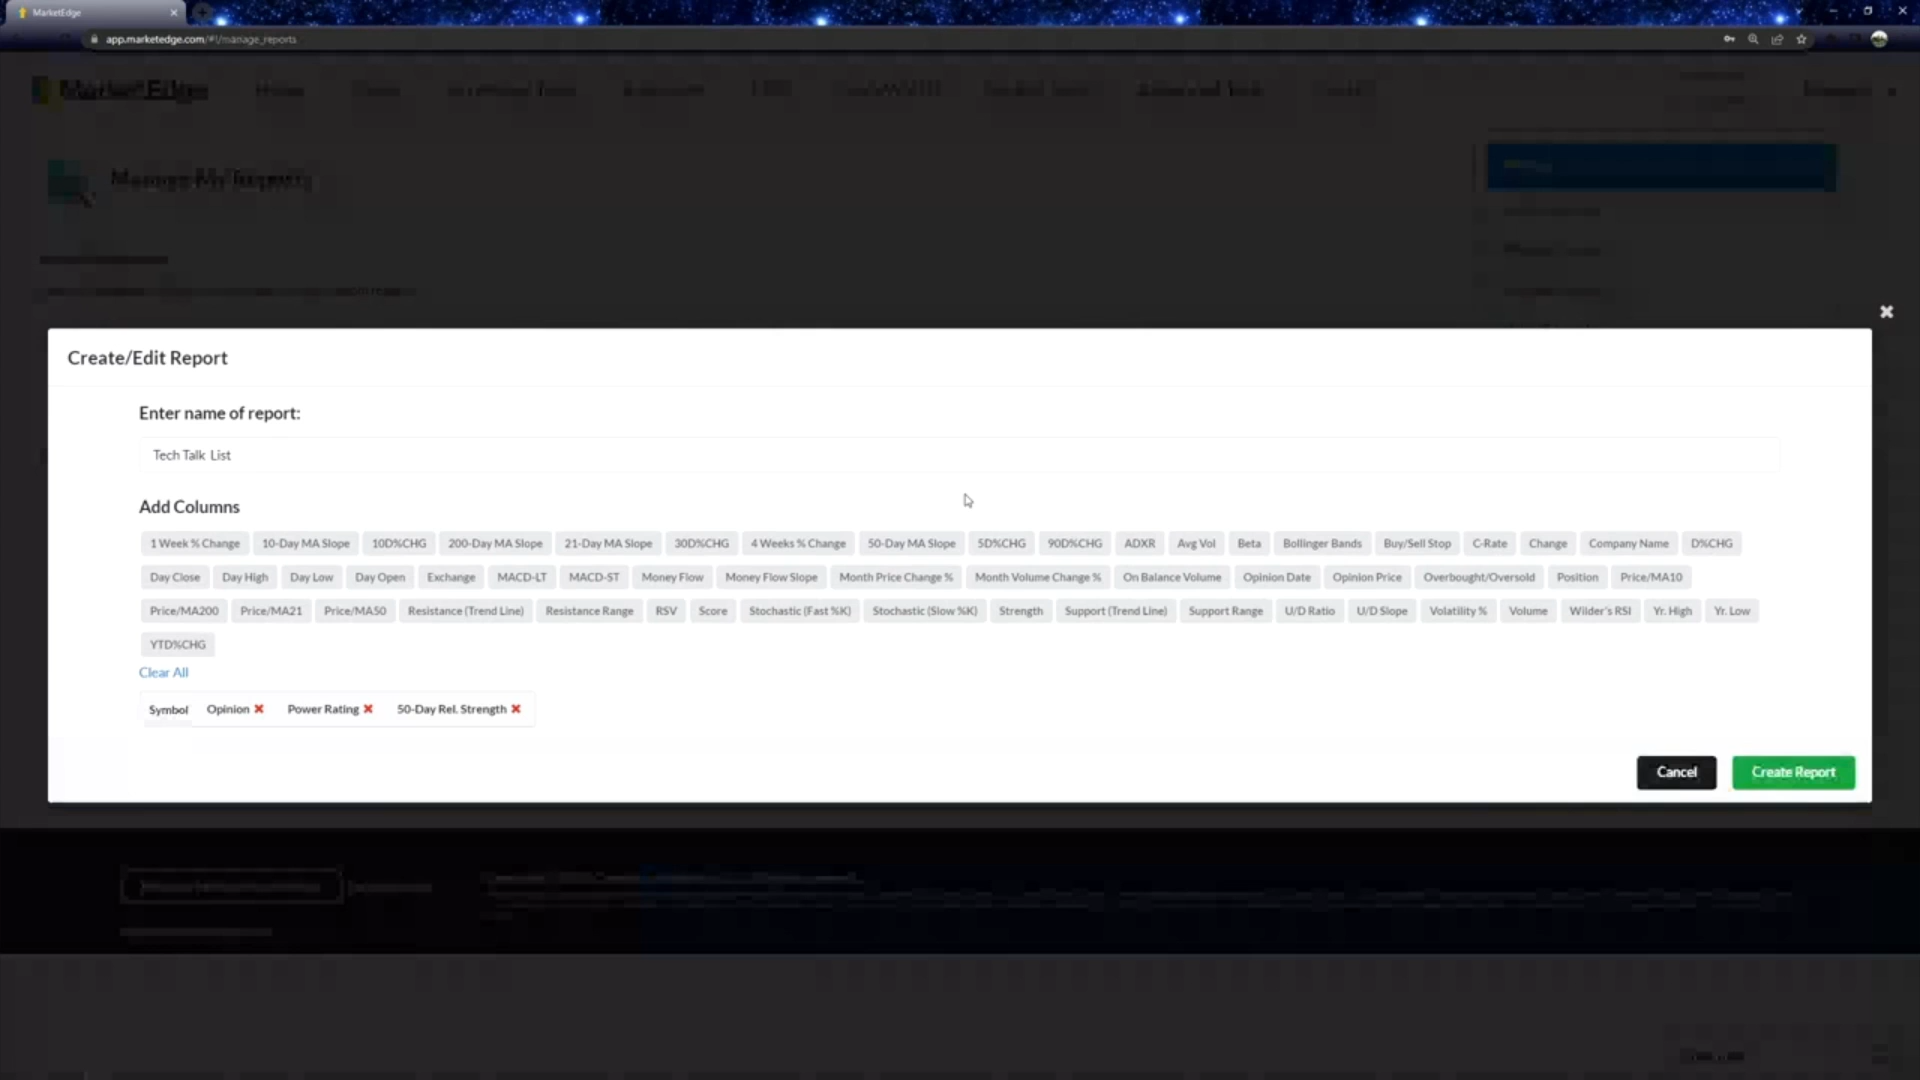 MarketEdge
app.marketedge.com/#!/manage_reports
MarketEdge
Manage My Reports
Create/Edit Report
Enter name of report:
Tech Talk List
Add Columns
1 Week % Change 10-Day MA Slope 10D%CHG 200-Day MA Slope 21-Day MA Slope 30D%CHG 4 Weeks % Change 50-Day MA Slope 5D%CHG 90D%CHG ADXR Avg Vol Beta Bollinger Bands Buy/Sell Stop C-Rate Change Company Name D%CHG
Day Close Day High Day Low Day Open Exchange MACD-LT MACD-ST Money Flow Money Flow Slope Month Price Change % Month Volume Change % On Balance Volume Opinion Date Opinion Price Overbought/Oversold Position Price/MA10
Price/MA200 Price/MA21 Price/MA50 Resistance (Trend Line) Resistance Range RSV Score Stochastic (Fast %K) Stochastic (Slow %K) Strength Support (Trend Line) Support Range U/D Ratio U/D Slope Volatility % Volume Wilder's RSI Yr. High Yr. Low
YTD%CHG
Clear All
Symbol Opinion Power Rating 50-Day Rel. Strength
Cancel Create Report